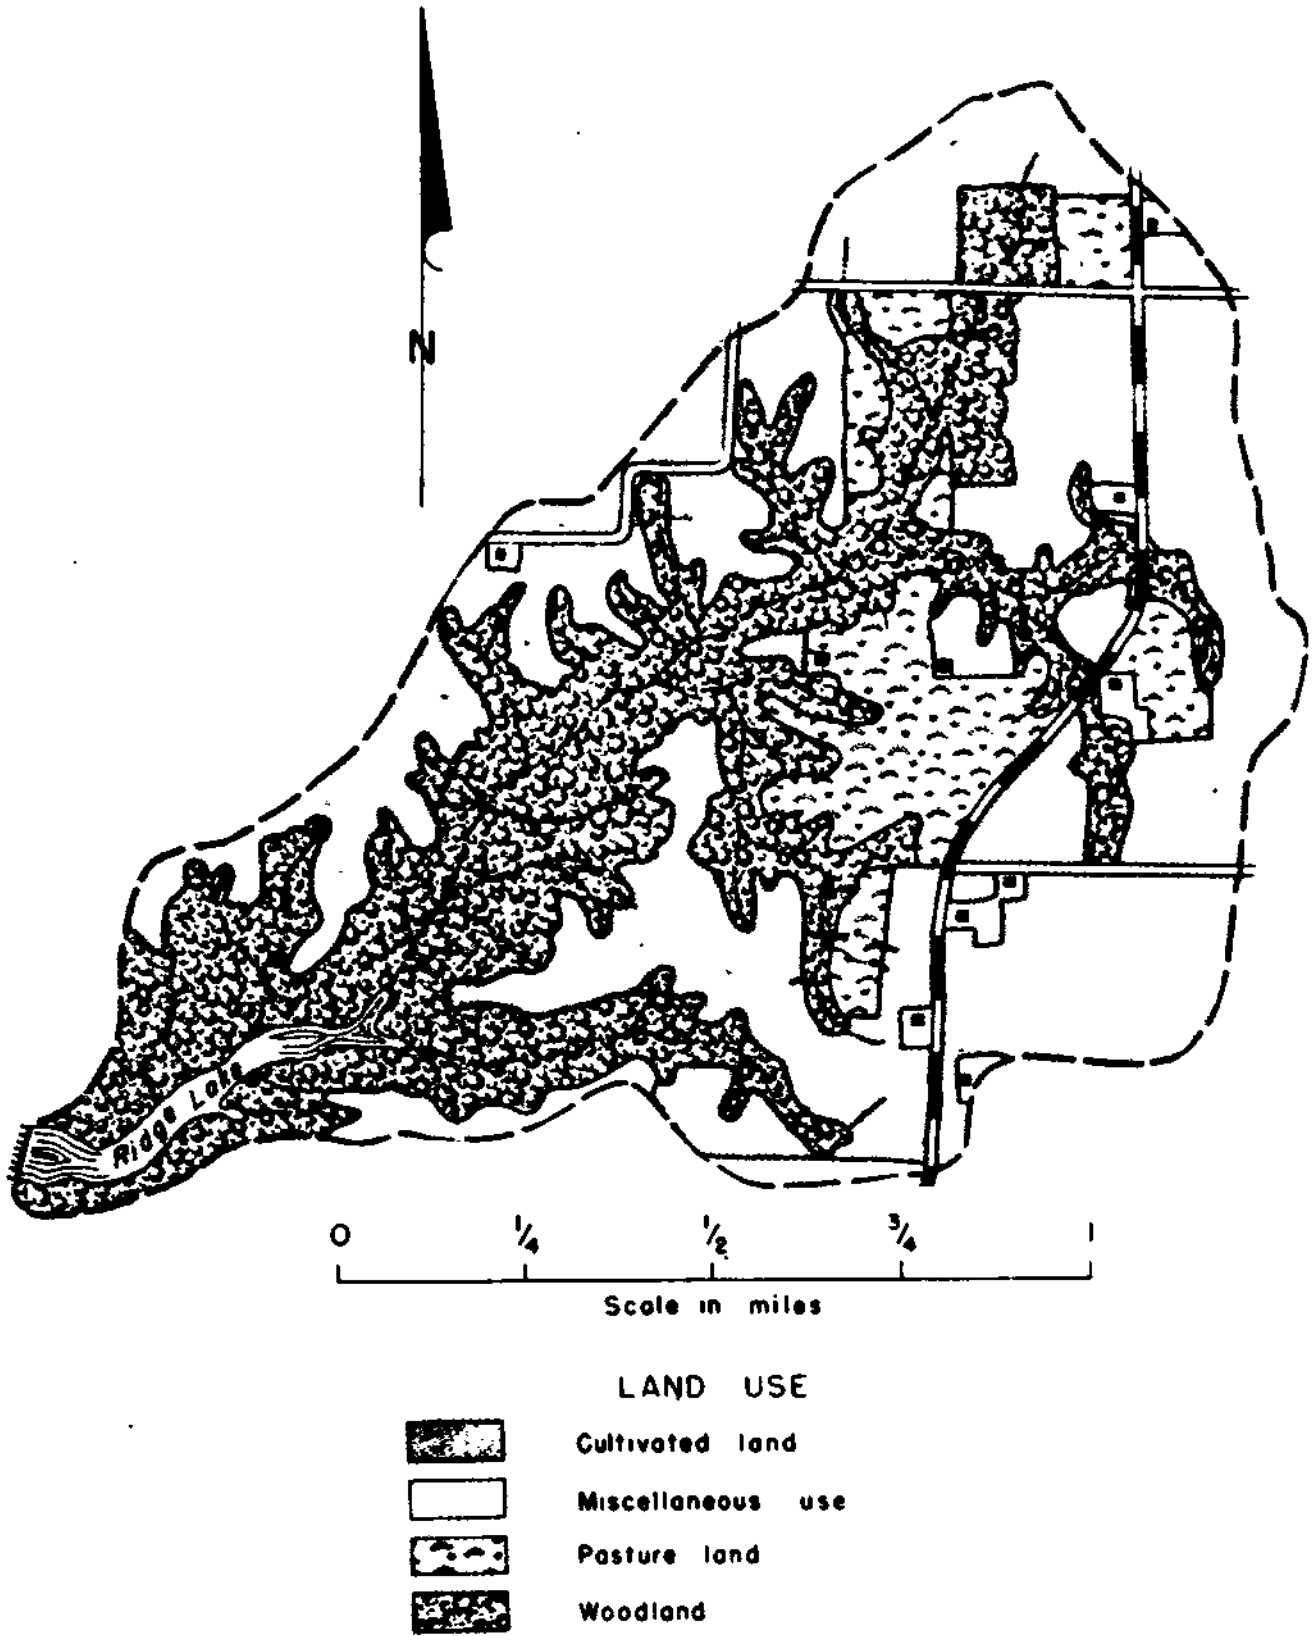 N
Ridge Lake
0 1/4 1/2 3/4 1
Scale in miles
LAND USE
Cultivated land
Miscellaneous use
Pasture land
Woodland